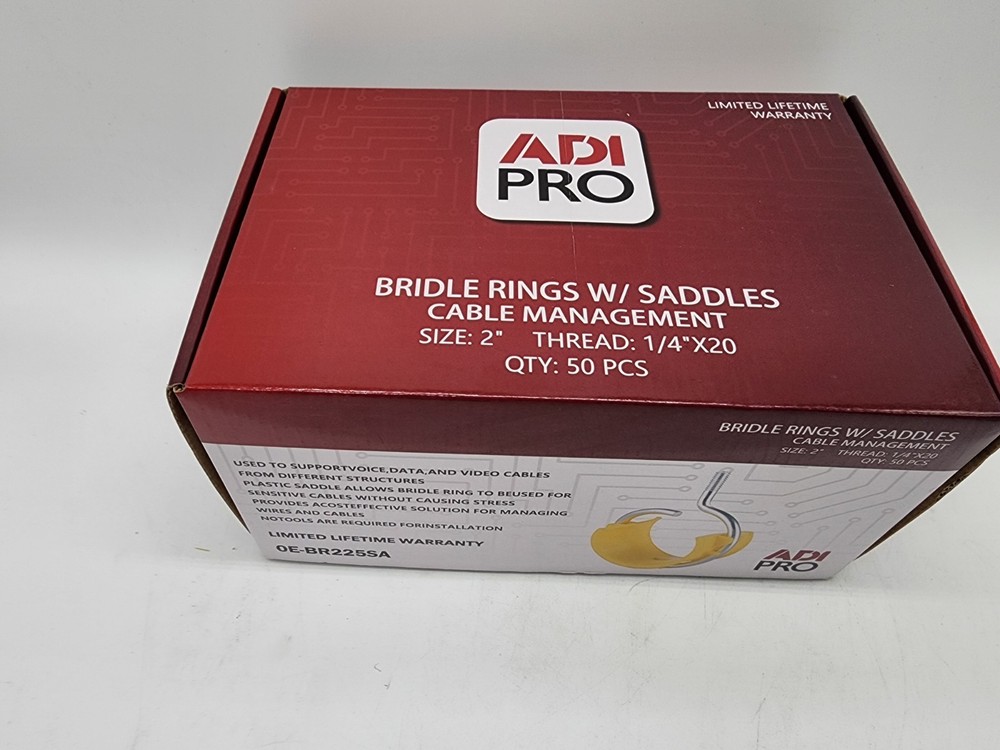 LIMITED LIFETIME
WARRANTY
ADI
PRO
BRIDLE RINGS W/ SADDLES
CABLE MANAGEMENT
SIZE: 2" THREAD: 1/4"X20
QTY: 50 PCS
BRIDLE RINGS W/ SADDLES
CABLE MANAGEMENT
SIZE: 2" THREAD: 1/4"X20
QTY: 50 PCS
USED TO SUPPORTVOICE,DATA,AND VIDEO CABLES
FROM DIFFERENT STRUCTURES
PLASTIC SADDLE ALLOWS BRIDLE RING TO BEUSED FOR
SENSITIVE CABLES WITHOUT CAUSING STRESS
PROVIDES ACOSTEFFECTIVE SOLUTION FOR MANAGING
WIRES AND CABLES
NOTOOLS ARE REQUIRED FORINSTALLATION
LIMITED LIFETIME WARRANTY
0E-BR225SA
ADI
PRO